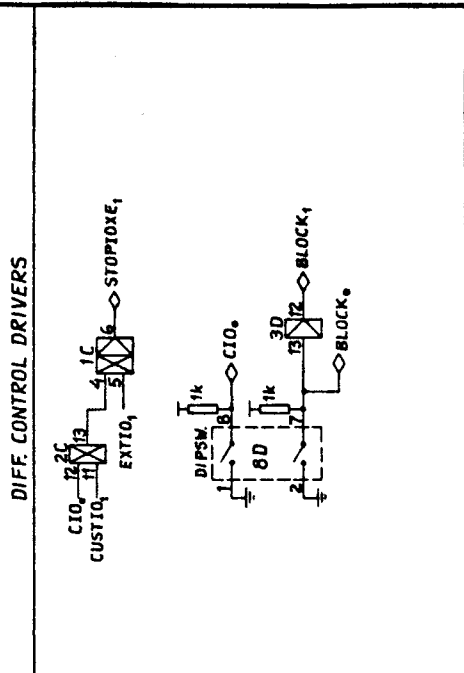 DIFF. CONTROL DRIVERS
2C
1C
12
13
4
6
STOPIOXE₁
CIO₀
11
5
CUSTIO₁
EXTIO₁
DIPSW.
1k
8
CIO₀
1
8D
1k
3D
7
13
12
BLOCK₁
2
BLOCK₀